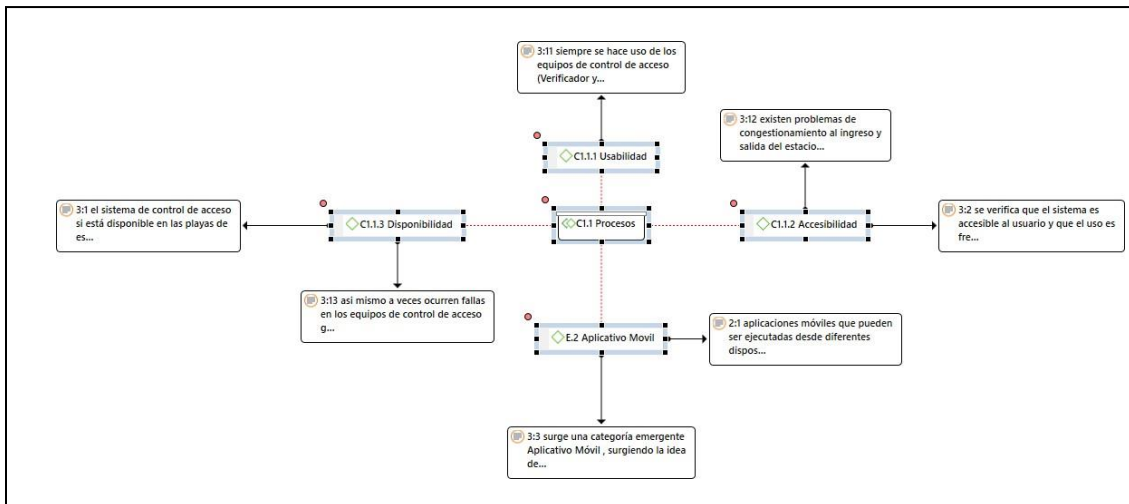 3:11 siempre se hace uso de los
equipos de control de acceso
(Verificador y...
3:12 existen problemas de
congestionamiento al ingreso y
salida del estacio...
C1.1.1 Usabilidad
3:1 el sistema de control de acceso
si está disponible en las playas de
es...
C1.1.3 Disponibilidad
C1.1 Procesos
C1.1.2 Accesibilidad
3:2 se verifica que el sistema es
accesible al usuario y que el uso es
fre...
3:13 asi mismo a veces ocurren fallas
en los equipos de control de acceso
g...
E.2 Aplicativo Movil
2:1 aplicaciones móviles que pueden
ser ejecutadas desde diferentes
dispos...
3:3 surge una categoría emergente
Aplicativo Móvil , surgiendo la idea
de...